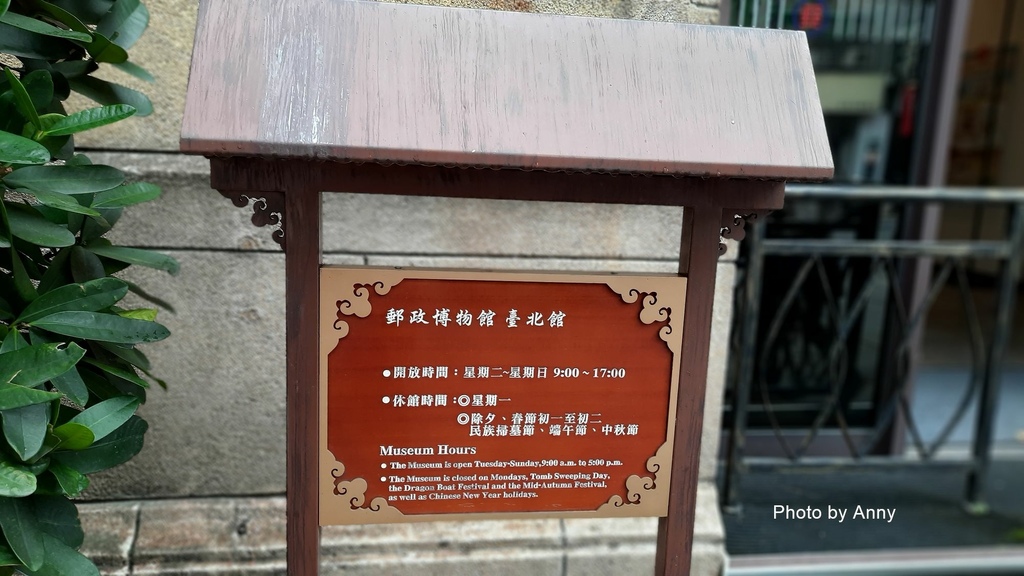 郵政博物館 臺北館
●開放時間：星期二~星期日 9:00~17:00
●休館時間：◎星期一
◎除夕、春節初一至初二
民族掃墓節、端午節、中秋節
Museum Hours
● The Museum is open Tuesday-Sunday,9:00 a.m. to 5:00 p.m.
● The Museum is closed on Mondays, Tomb Sweeping Day,
the Dragon Boat Festival and the Mid-Autumn Festival,
as well as Chinese New Year holidays.
Photo by Anny